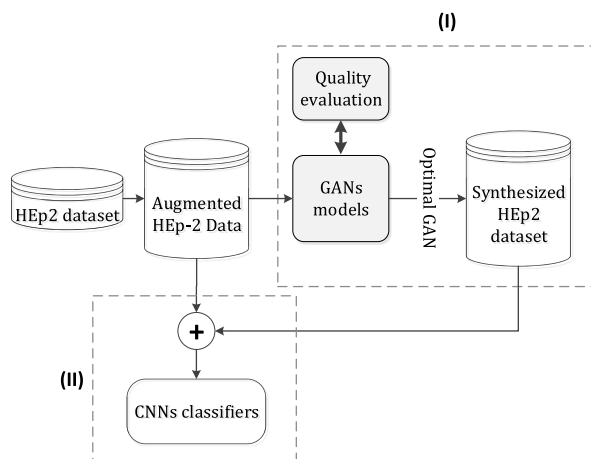 (I)
Quality
evaluation
HEp2 dataset
Augmented
HEp-2 Data
GANs
models
Optimal GAN
Synthesized
HEp2
dataset
+
(II)
CNNs classifiers